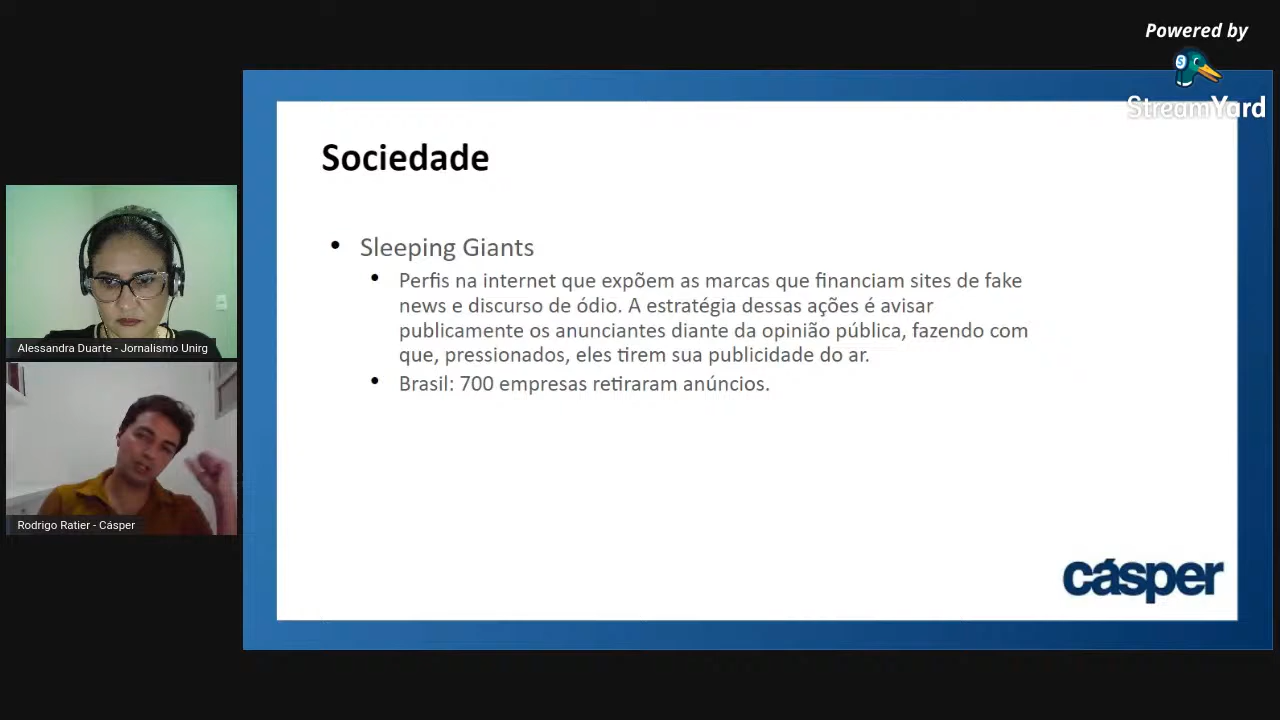 Powered by
StreamYard
Sociedade
Sleeping Giants
Perfis na internet que expõem as marcas que financiam sites de fake
news e discurso de ódio. A estratégia dessas ações é avisar
publicamente os anunciantes diante da opinião pública, fazendo com
que, pressionados, eles tirem sua publicidade do ar.
Brasil: 700 empresas retiraram anúncios.
Alessandra Duarte - Jornalismo Unirg
Rodrigo Ratier - Cásper
cásper